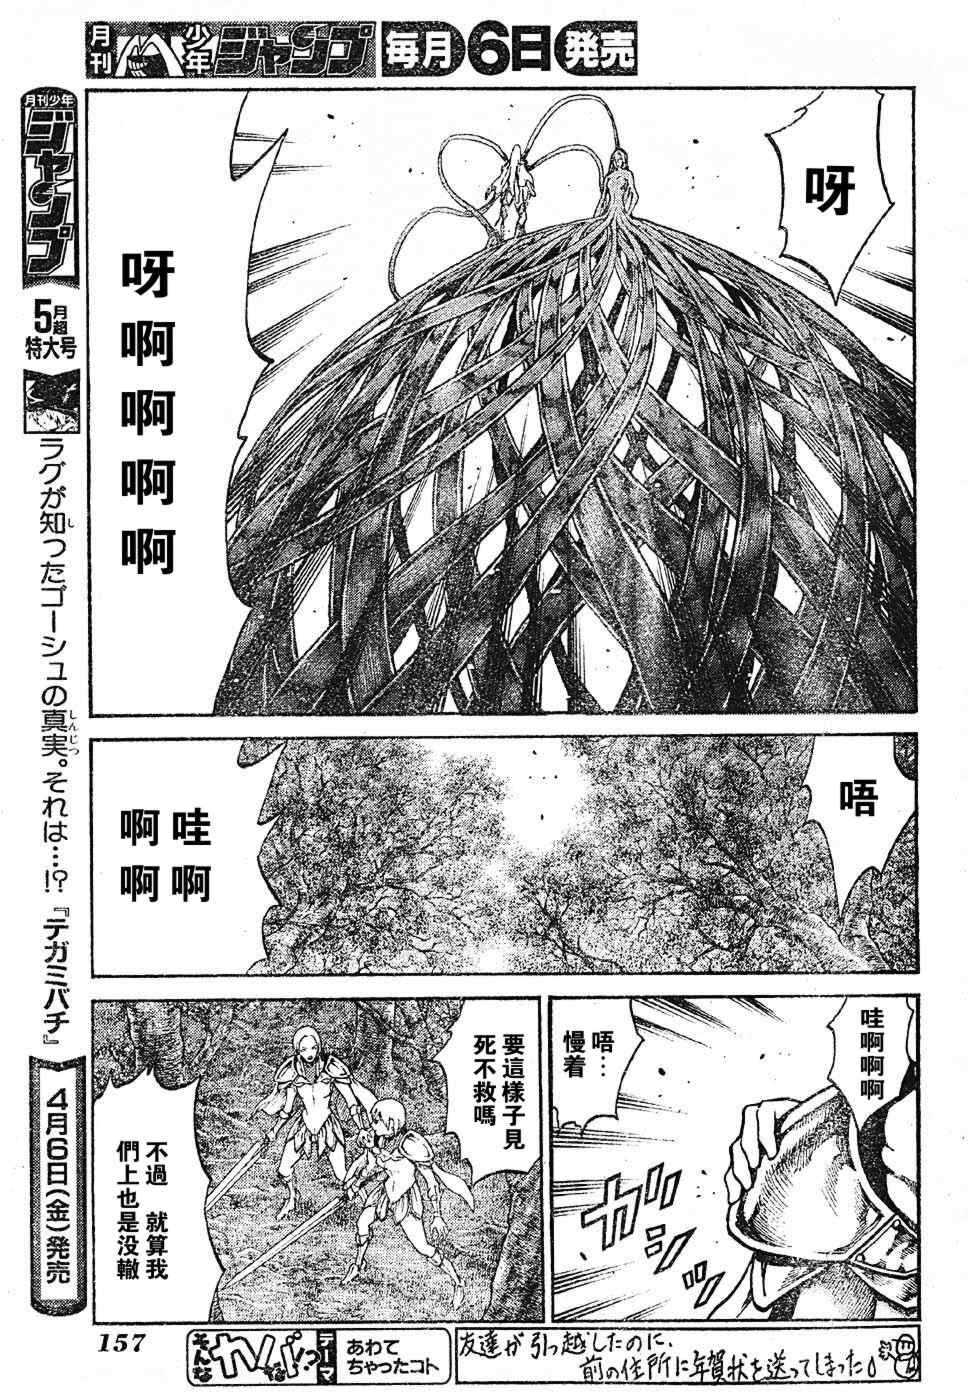 月刊少年ジャンプ 毎月6日発売
月刊少年
ジャンプ
5月超
特大号
ラグが知ったゴーシュの真実。それは…!?『テガミバチ』
4月6日(金)発売
呀
呀啊啊啊啊
唔
哇啊
啊啊
哇啊啊啊
唔…
慢着
ガシッ
要這樣子見
死不救嗎
不過 就算我
們上也是没轍
157
そんなカバな!?
テーマ
あわて
ちゃったコト
友達が引っ越したのに、
前の住所に年賀状を送ってしまった。